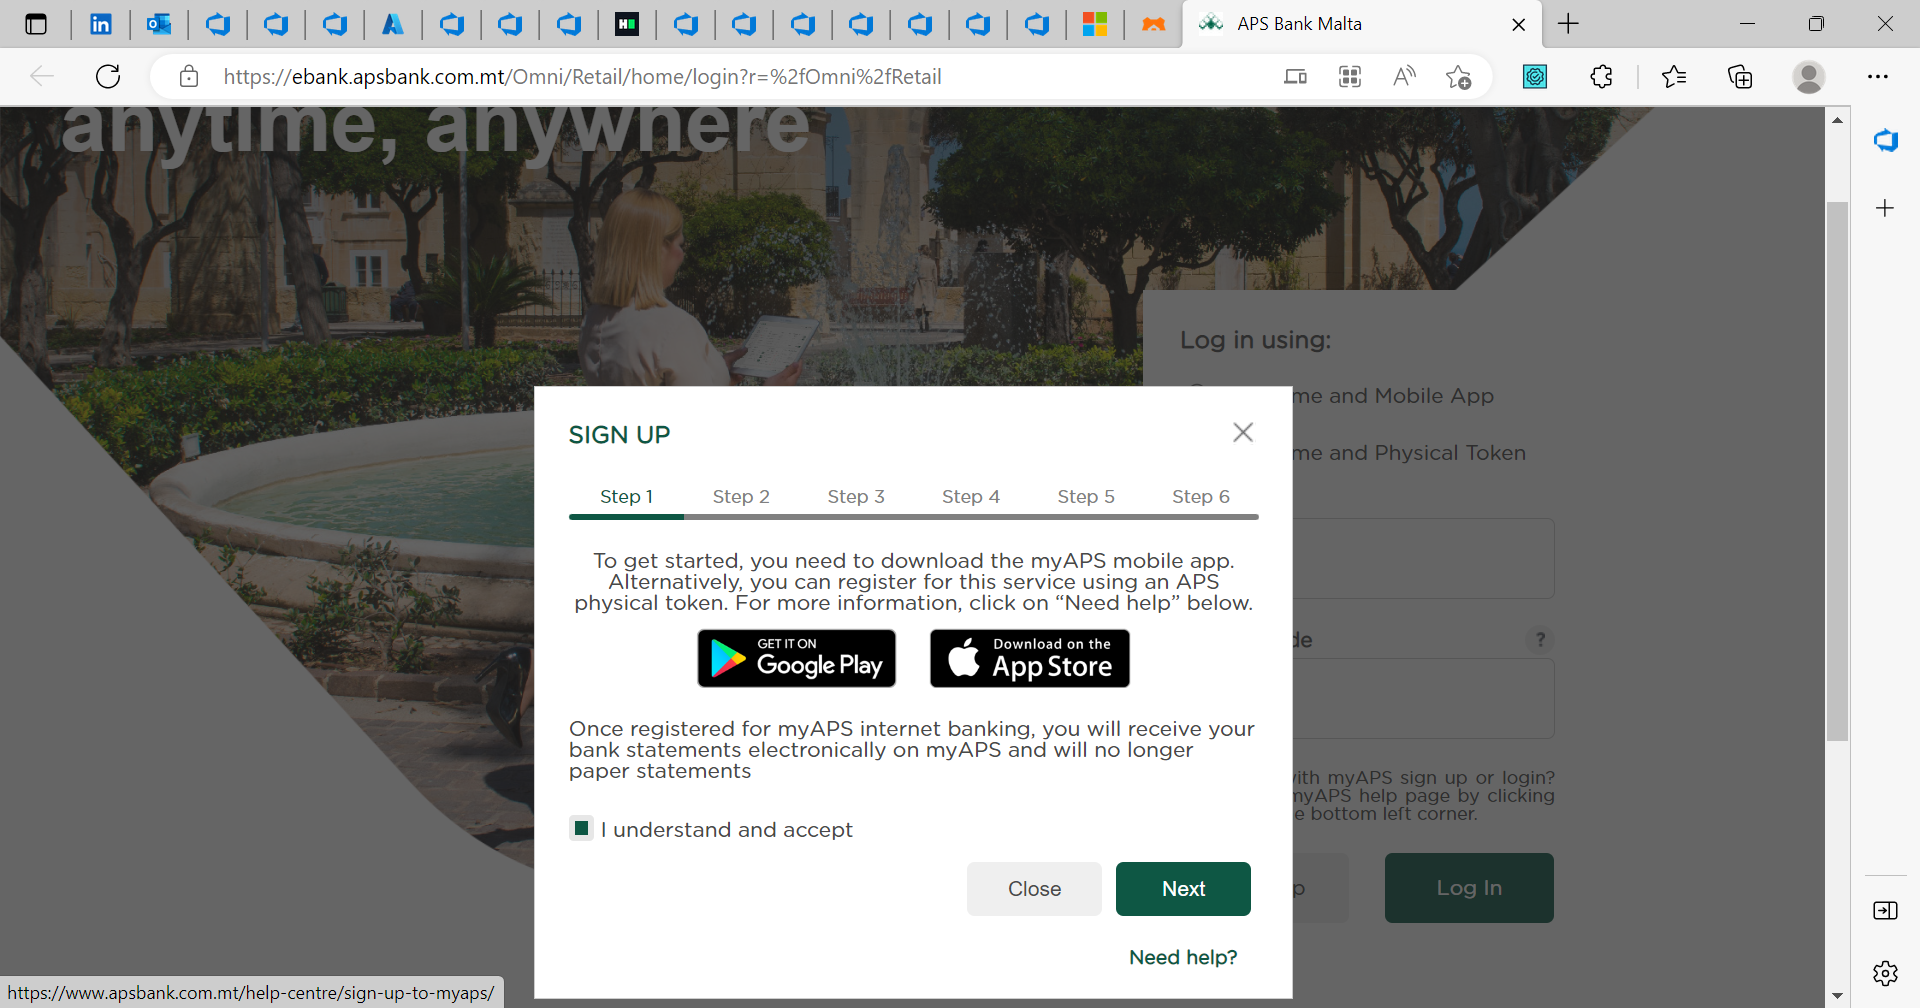 APS Bank Malta
https://ebank.apsbank.com.mt/Omni/Retail/home/login?r=%2fOmni%2fRetail
anytime, anywhere
Log in using:
me and Mobile App
me and Physical Token
de
?
ith myAPS sign up or login?
myAPS help page by clicking
e bottom left corner.
p
Log In
SIGN UP
Step 1 Step 2 Step 3 Step 4 Step 5 Step 6
To get started, you need to download the myAPS mobile app.
Alternatively, you can register for this service using an APS
physical token. For more information, click on “Need help” below.
GET IT ON
Google Play
Download on the
App Store
Once registered for myAPS internet banking, you will receive your
bank statements electronically on myAPS and will no longer
paper statements
I understand and accept
Close
Next
Need help?
https://www.apsbank.com.mt/help-centre/sign-up-to-myaps/